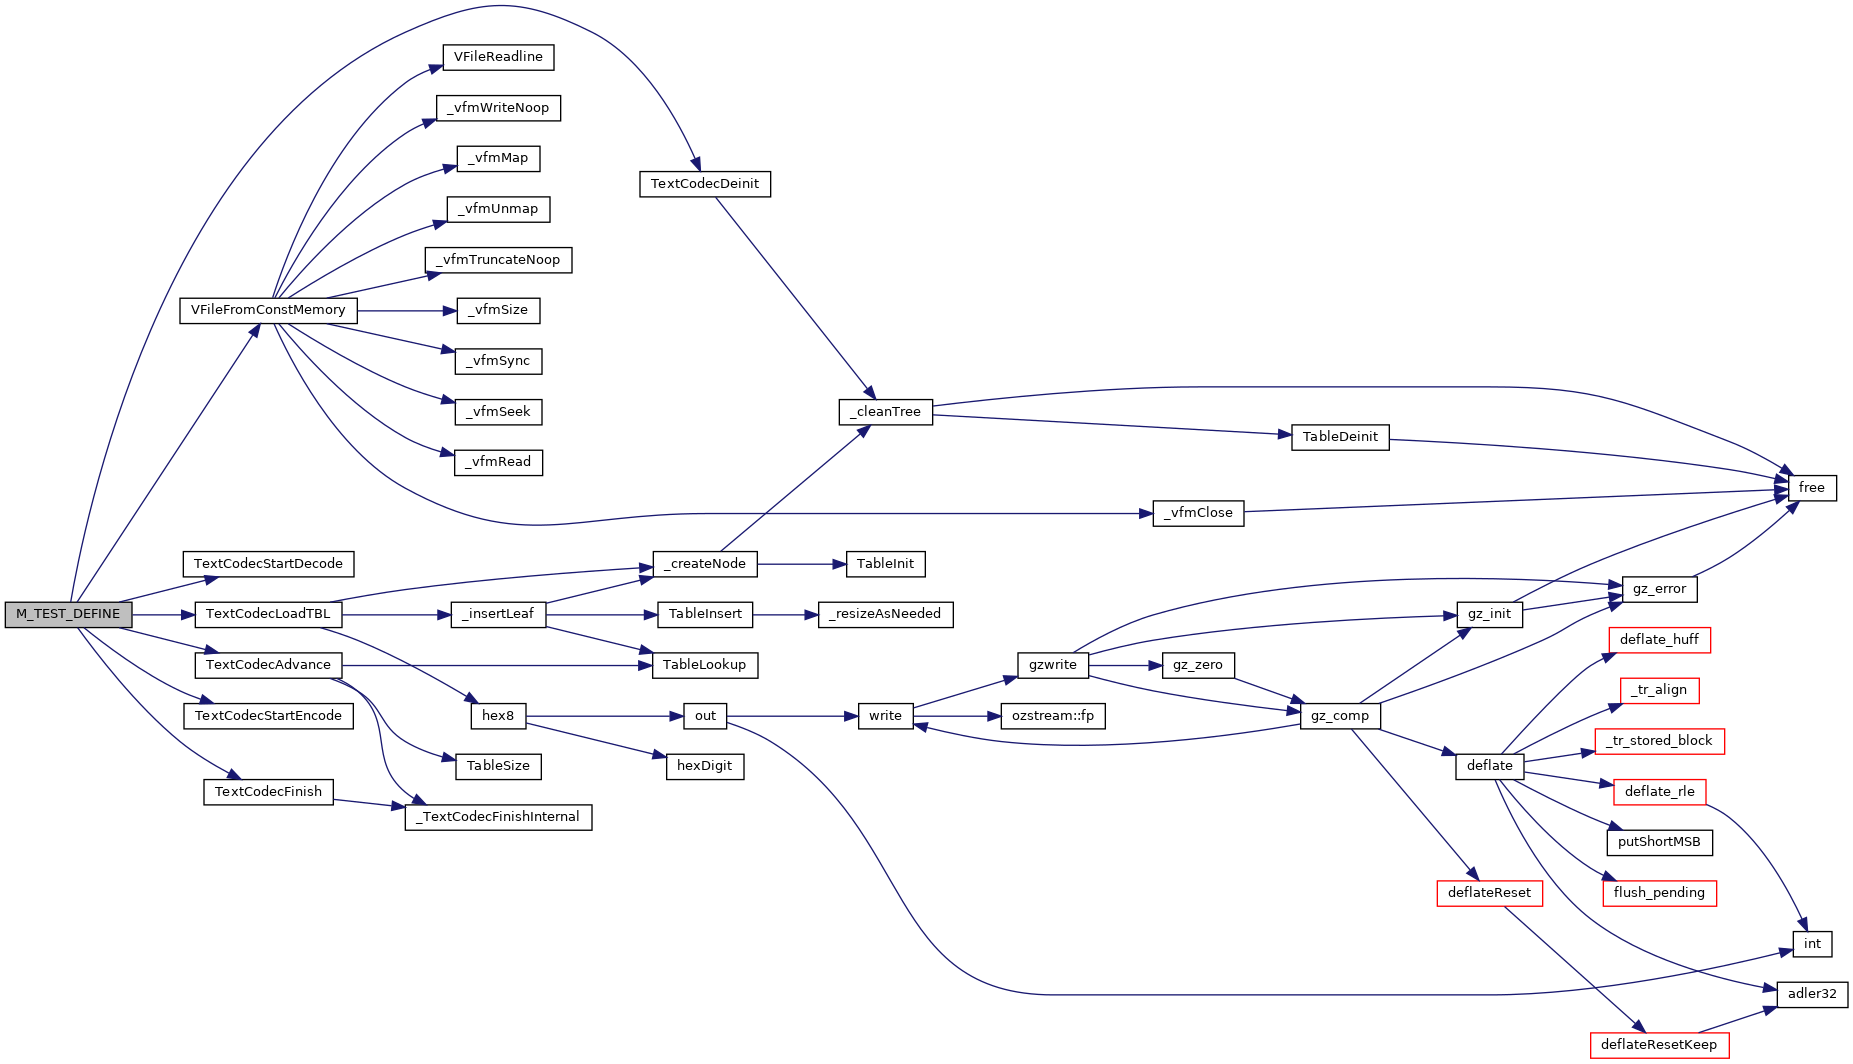 VFileReadline
_vfmWriteNoop
_vfmMap
TextCodecDeinit
_vfmUnmap
_vfmTruncateNoop
VFileFromConstMemory
_vfmSize
_vfmSync
_vfmSeek
_cleanTree
TableDeinit
_vfmRead
free
_vfmClose
TextCodecStartDecode
_createNode
TableInit
gz_error
M_TEST_DEFINE
TextCodecLoadTBL
_insertLeaf
TableInsert
_resizeAsNeeded
gz_init
deflate_huff
TextCodecAdvance
TableLookup
gzwrite
gz_zero
_tr_align
TextCodecStartEncode
hex8
out
write
ozstream::fp
gz_comp
_tr_stored_block
TableSize
hexDigit
deflate
TextCodecFinish
deflate_rle
_TextCodecFinishInternal
putShortMSB
deflateReset
flush_pending
int
adler32
deflateResetKeep